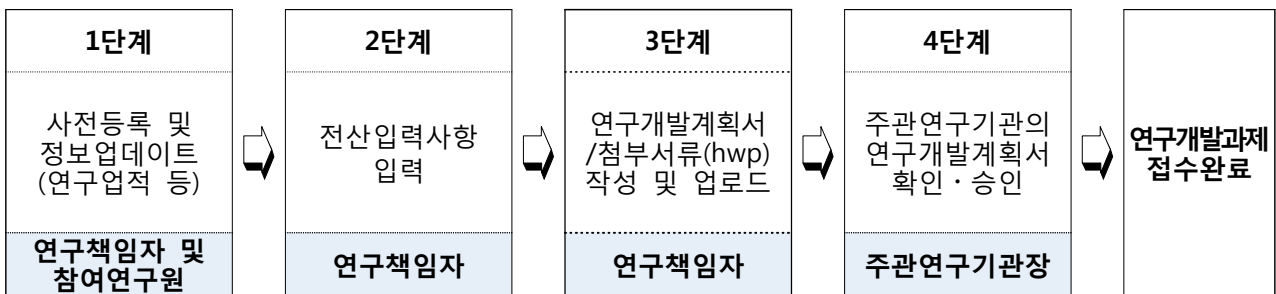 1단계
사전등록 및
정보업데이트
(연구업적 등)
연구책임자 및
참여연구원
2단계
전산입력사항
입력
연구책임자
3단계
연구개발계획서
/첨부서류(hwp)
작성 및 업로드
연구책임자
4단계
주관연구기관의
연구개발계획서
확인·승인
주관연구기관장
연구개발과제
접수완료